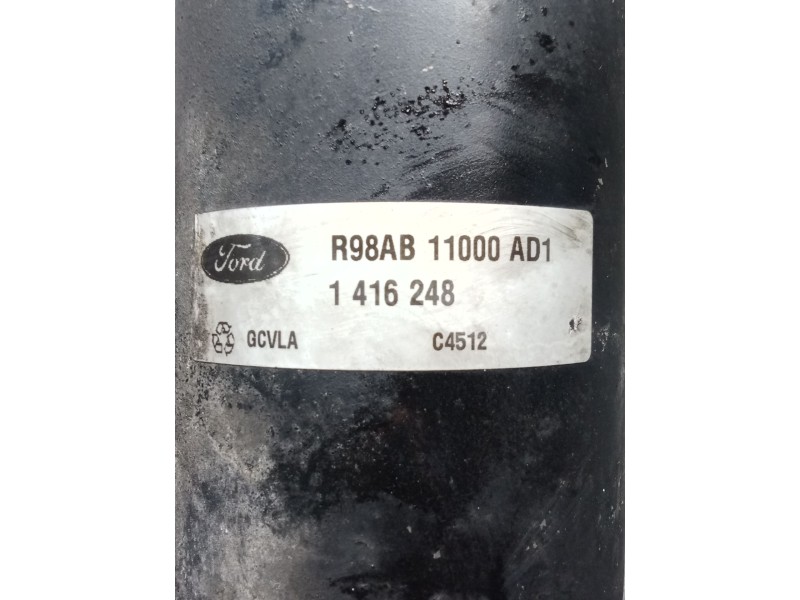 Ford
R98AB 11000 AD1
1 416 248
GCVLA
C4512